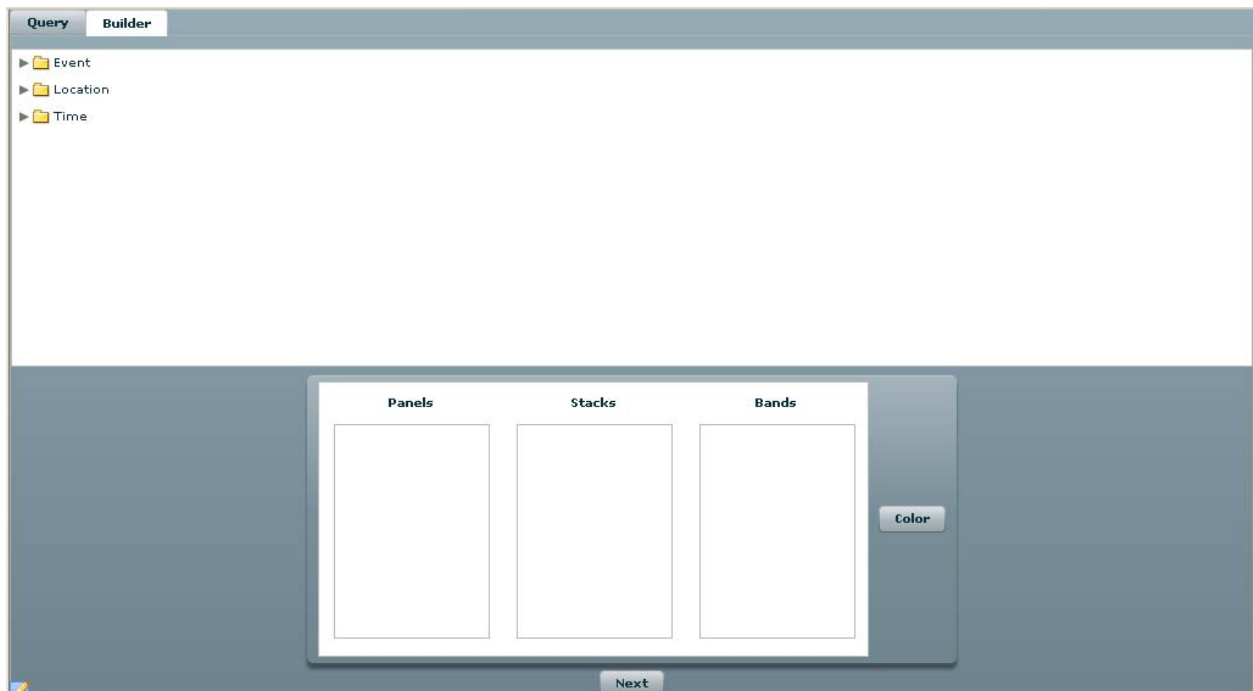 Query Builder
Event
Location
Time
Panels Stacks Bands
Color
Next